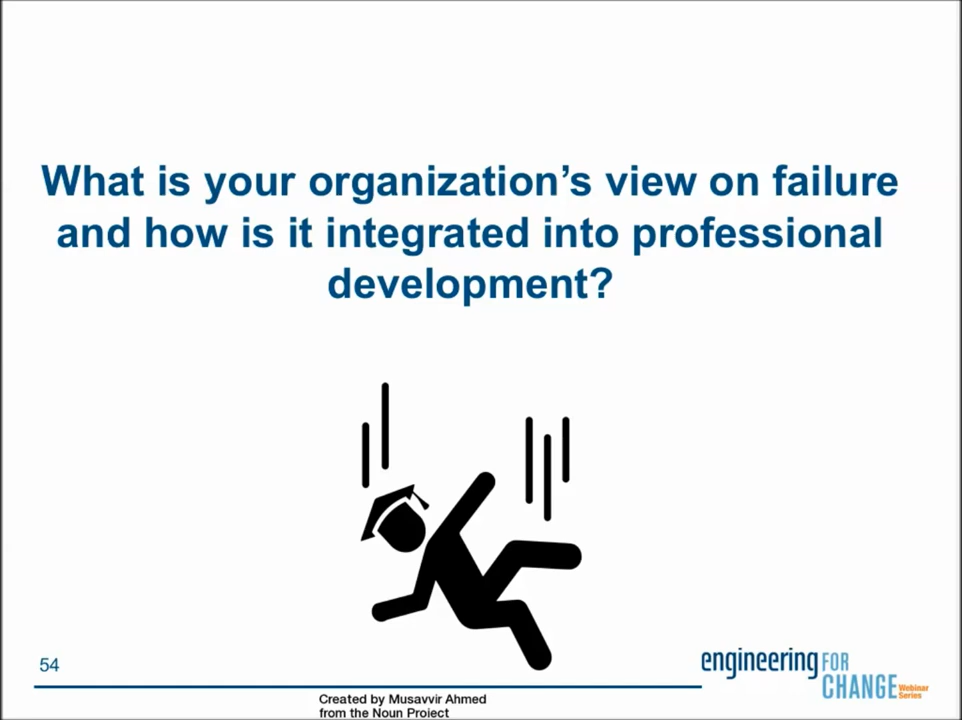 What is your organization’s view on failure
and how is it integrated into professional
development?
54
engineering FOR
CHANGE Webinar
Series
Created by Musavvir Ahmed
from the Noun Project